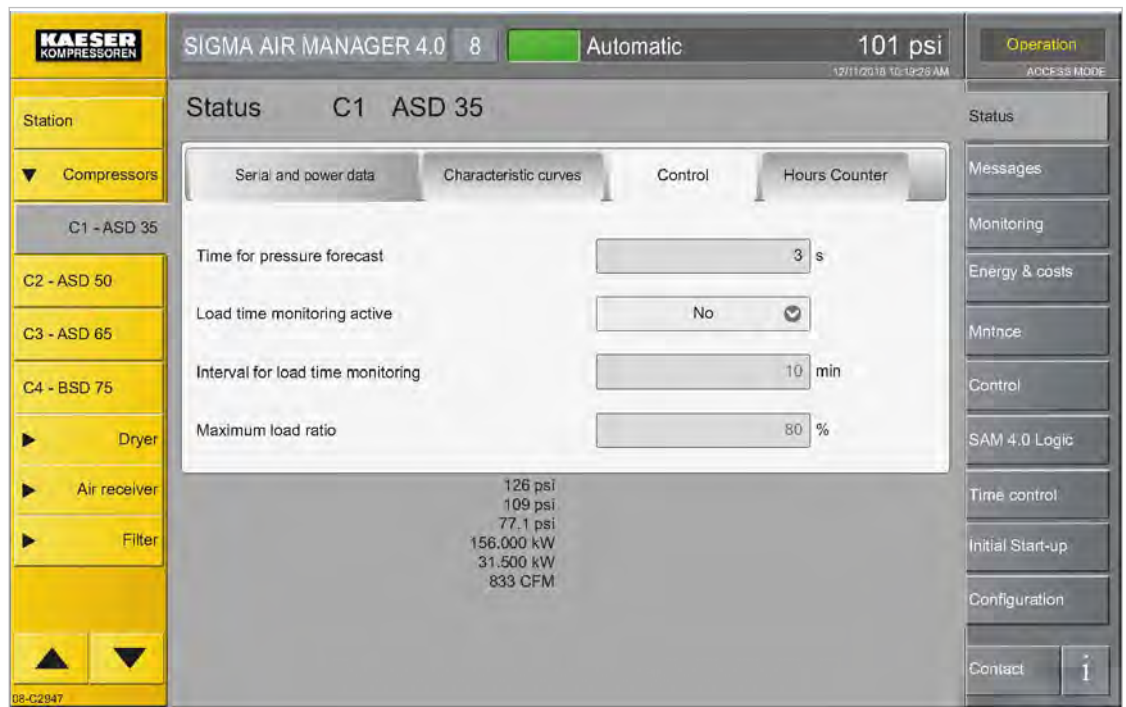 KAESER
KOMPRESSOREN
SIGMA AIR MANAGER 4.0 8 Automatic 101 psi
12/11/2018 10:19:26 AM
Operation
ACCESS MODE
Station
▼ Compressors
C1 - ASD 35
C2 - ASD 50
C3 - ASD 65
C4 - BSD 75
▶ Dryer
▶ Air receiver
▶ Filter
08-C2947
Status C1 ASD 35
Serial and power data Characteristic curves Control Hours Counter
Time for pressure forecast 3 s
Load time monitoring active No
Interval for load time monitoring 10 min
Maximum load ratio 80 %
126 psi
109 psi
77.1 psi
156.000 kW
31.500 kW
833 CFM
Status
Messages
Monitoring
Energy & costs
Mntnce
Control
SAM 4.0 Logic
Time control
Initial Start-up
Configuration
Contact i